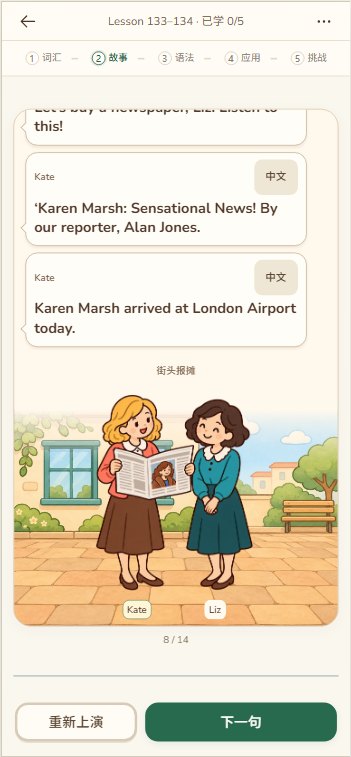 Lesson 133–134 · 已学 0/5
1 词汇 – 2 故事 – 3 语法 – 4 应用 – 5 挑战
Let's buy a newspaper, Liz. Listen to
this!
Kate
中文
‘Karen Marsh: Sensational News! By
our reporter, Alan Jones.
Kate
中文
Karen Marsh arrived at London Airport
today.
街头报摊
Kate
Liz
8 / 14
重新上演
下一句